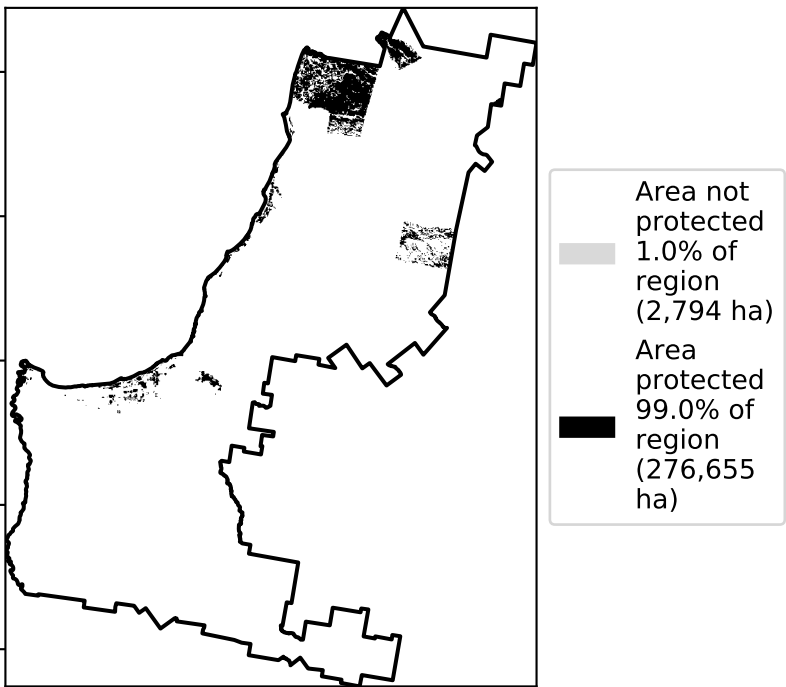 Area not
protected
1.0% of
region
(2,794 ha)
Area
protected
99.0% of
region
(276,655
ha)